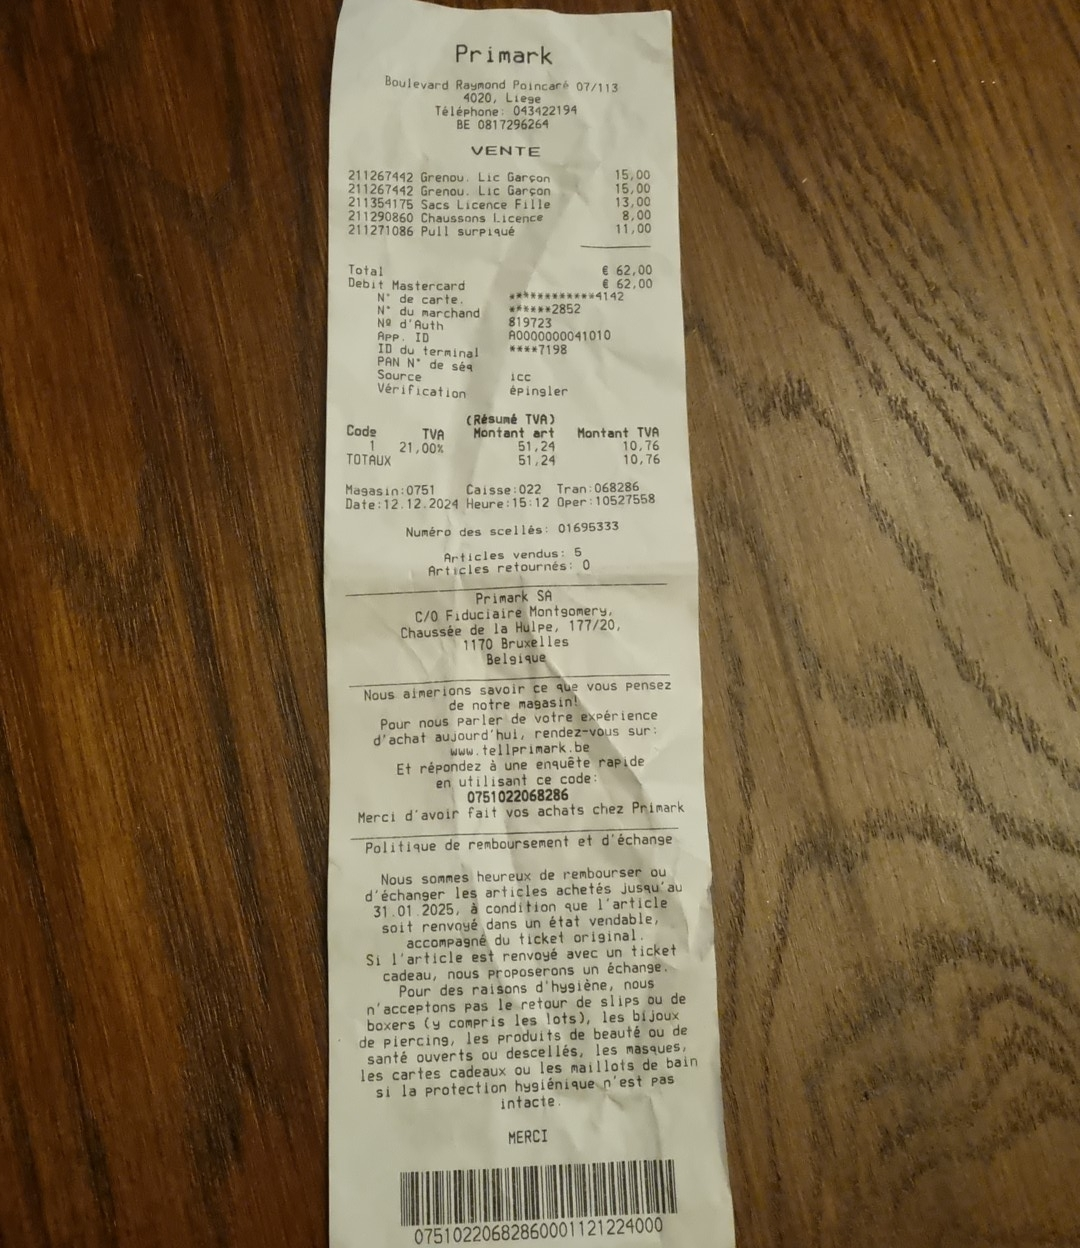 Primark
Boulevard Raymond Poincaré 07/113
4020, Liege
Téléphone: 043422194
BE 0817296264
VENTE
211267442 Grenou. Lic Garçon 15,00
211267442 Grenou. Lic Garçon 15,00
211354175 Sacs Licence Fille 13,00
211290860 Chaussons Licence 8,00
211271086 Pull surpiqué 11,00
Total € 62,00
Debit Mastercard € 62,00
N° de carte. ************4142
N° du marchand ******2852
Nº d'Auth 819723
App. ID A0000000041010
ID du terminal ****7198
PAN N° de séq
Source icc
Vérification épingler
(Résumé TVA)
Code TVA Montant art Montant TVA
1 21,00% 51,24 10,76
TOTAUX 51,24 10,76
Magasin:0751 Caisse:022 Tran:068286
Date:12.12.2024 Heure:15:12 Oper:10527558
Numéro des scellés: 01695333
Articles vendus: 5
Articles retournés: 0
Primark SA
C/O Fiduciaire Montgomery,
Chaussée de la Hulpe, 177/20,
1170 Bruxelles
Belgique
Nous aimerions savoir ce que vous pensez
de notre magasin!
Pour nous parler de votre expérience
d'achat aujourd'hui, rendez-vous sur:
www.tellprimark.be
Et répondez à une enquête rapide
en utilisant ce code:
0751022068286
Merci d'avoir fait vos achats chez Primark
Politique de remboursement et d'échange
Nous sommes heureux de rembourser ou
d'échanger les articles achetés jusqu'au
31.01.2025, à condition que l'article
soit renvoyé dans un état vendable,
accompagné du ticket original.
Si l'article est renvoyé avec un ticket
cadeau, nous proposerons un échange.
Pour des raisons d'hygiène, nous
n'acceptons pas le retour de slips ou de
boxers (y compris les lots), les bijoux
de piercing, les produits de beauté ou de
santé ouverts ou descellés, les masques,
les cartes cadeaux ou les maillots de bain
si la protection hygiénique n'est pas
intacte.
MERCI
07510220682860001121224000